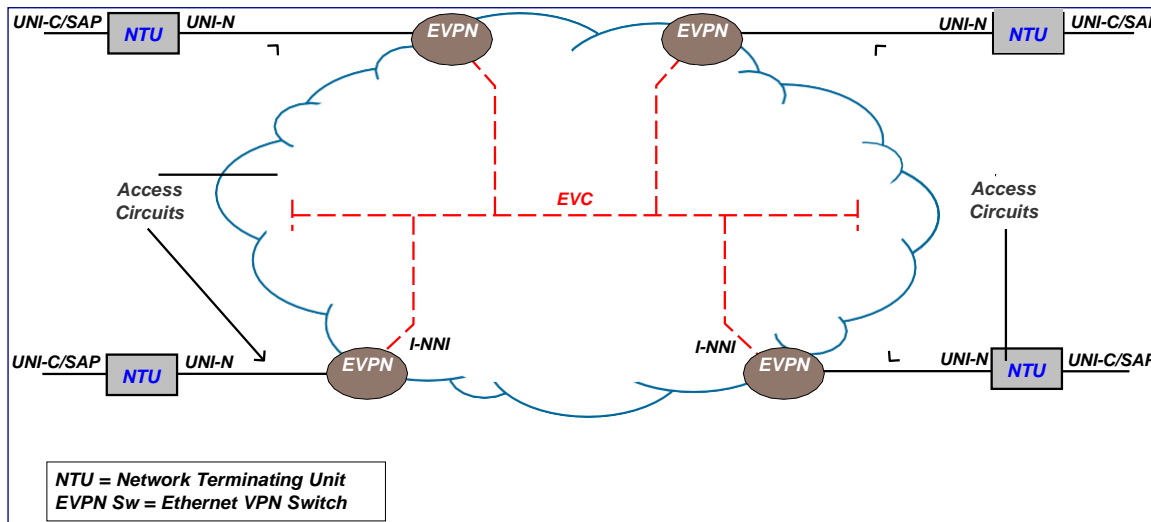 UNI-C/SAP
NTU
UNI-N
EVPN
EVPN
UNI-N
NTU
UNI-C/SAP
Access
Circuits
EVC
Access
Circuits
UNI-C/SAP
NTU
UNI-N
EVPN
I-NNI
I-NNI
EVPN
UNI-N
NTU
UNI-C/SAP
NTU = Network Terminating Unit
EVPN Sw = Ethernet VPN Switch